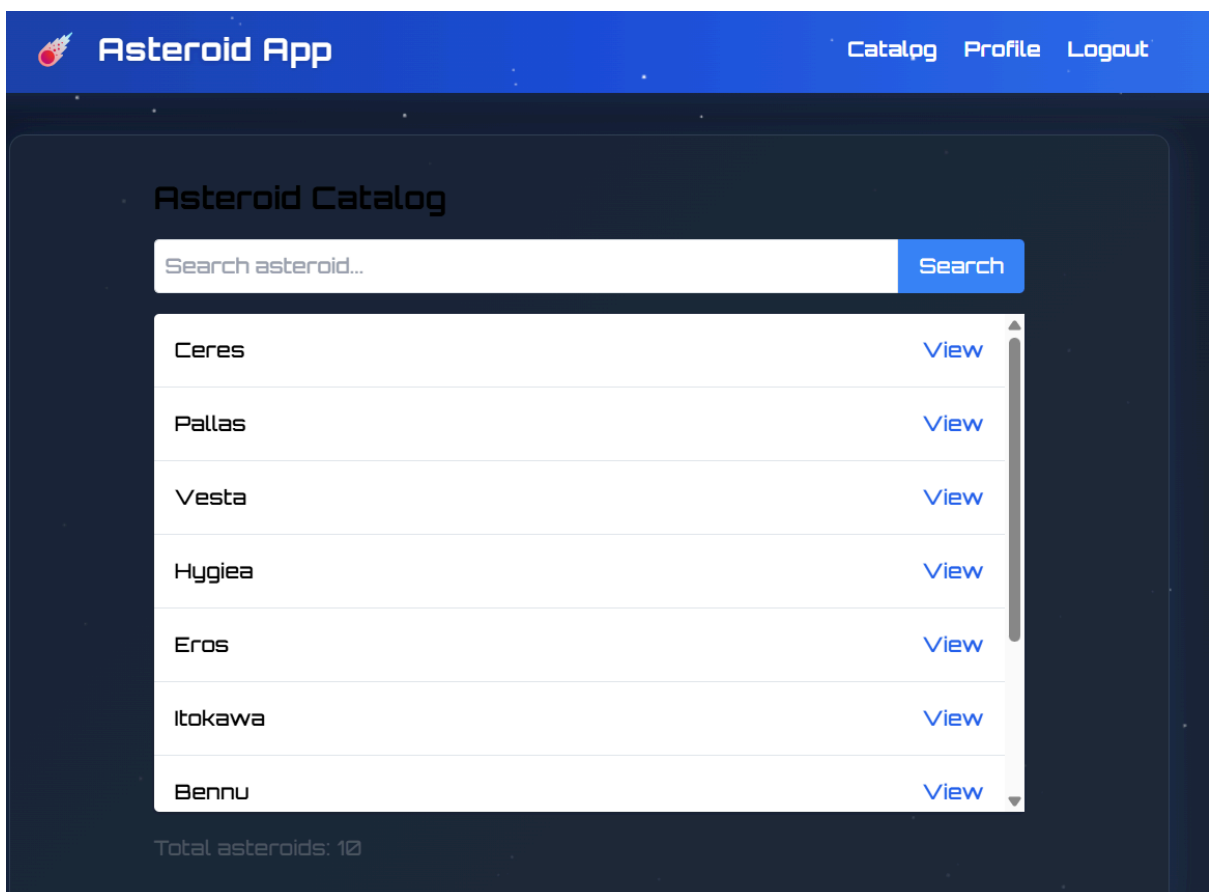 Asteroid App Catalog Profile Logout
Asteroid Catalog
Search asteroid... Search
Ceres View
Pallas View
Vesta View
Hygiea View
Eros View
Itokawa View
Bennu View
Total asteroids: 10